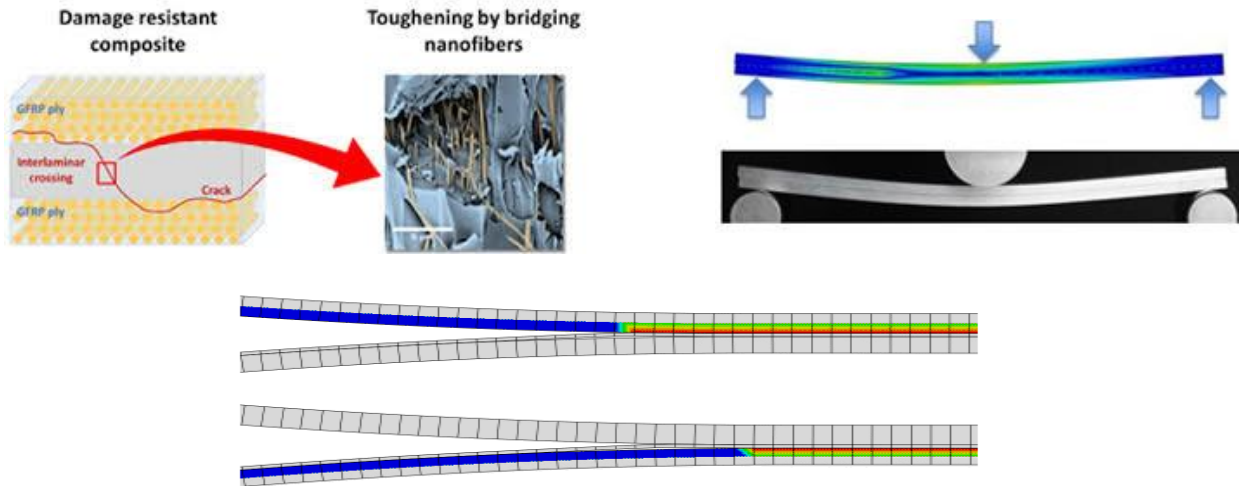 Damage resistant
composite
GFRP ply
Interlaminar
crossing
Crack
GFRP ply
Toughening by bridging
nanofibers